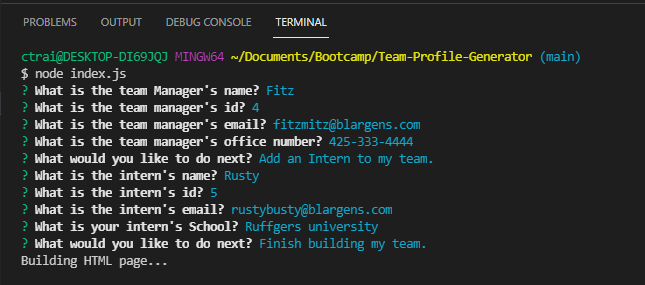 PROBLEMS OUTPUT DEBUG CONSOLE TERMINAL
ctrai@DESKTOP-DI69JQJ MINGW64 ~/Documents/Bootcamp/Team-Profile-Generator (main)
$ node index.js
? What is the team Manager's name? Fitz
? What is the team manager's id? 4
? What is the team manager's email? fitzmitz@blargens.com
? What is the team manager's office number? 425-333-4444
? What would you like to do next? Add an Intern to my team.
? What is the intern's name? Rusty
? What is the intern's id? 5
? What is the intern's email? rustybusty@blargens.com
? What is your intern's School? Ruffgers university
? What would you like to do next? Finish building my team.
Building HTML page...